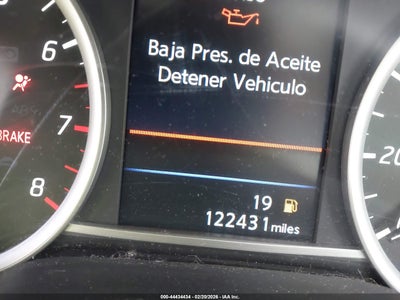 Baja Pres. de Aceite
Detener Vehiculo
6
7
8
BRAKE
20
19
122431 miles
000-44434434 - 02/20/2026 - IAA Inc.